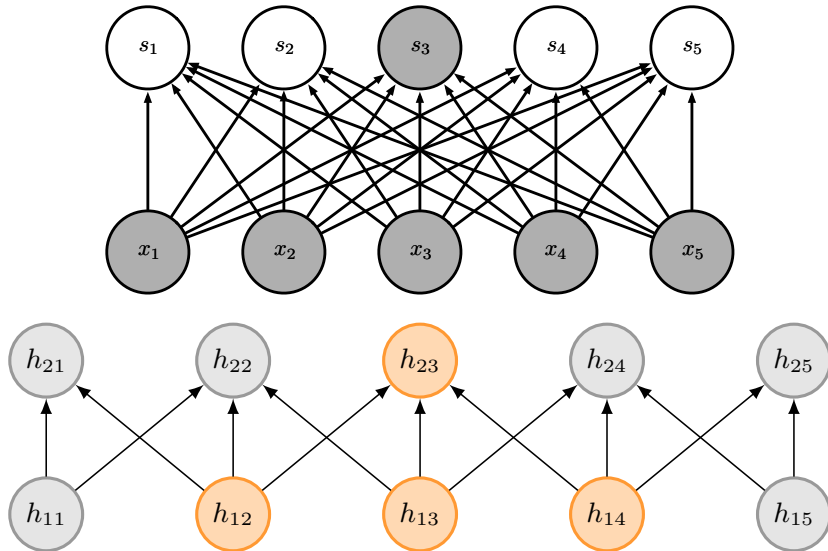 s₁ s₂ s₃ s₄ s₅
x₁ x₂ x₃ x₄ x₅
h₂₁ h₂₂ h₂₃ h₂₄ h₂₅
h₁₁ h₁₂ h₁₃ h₁₄ h₁₅